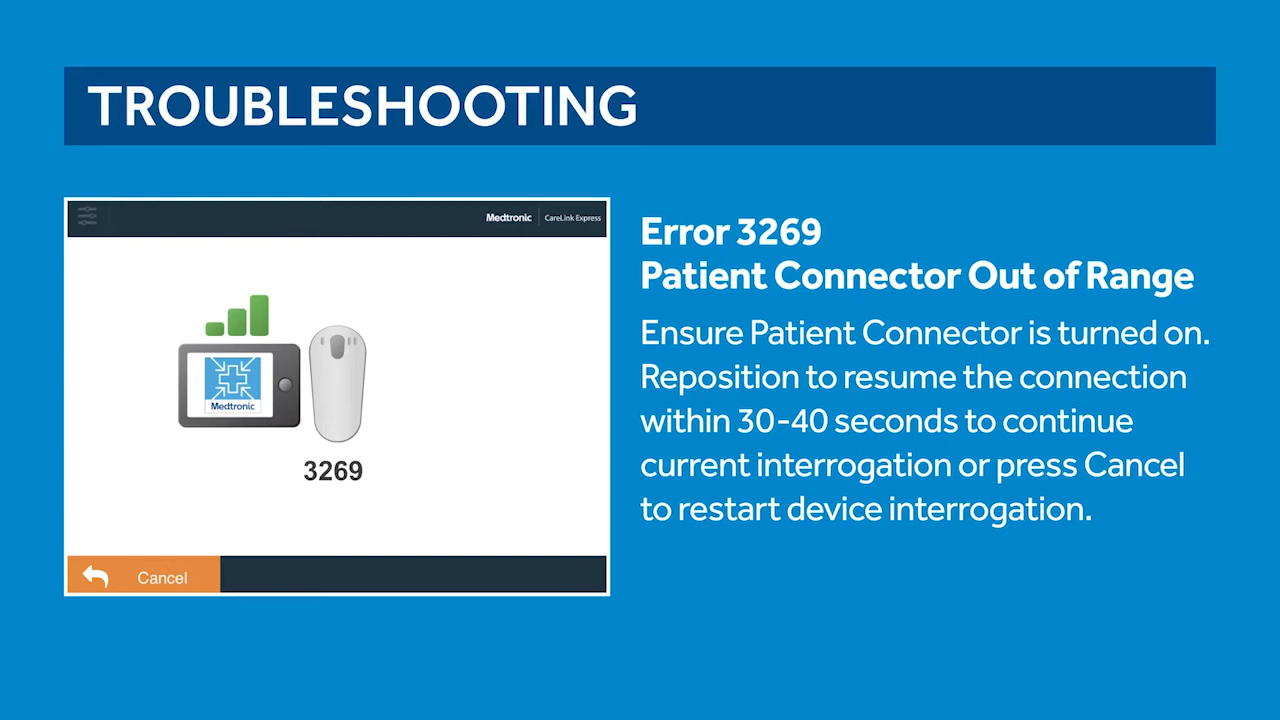 TROUBLESHOOTING
Medtronic CareLink Express
Medtronic
3269
Cancel
Error 3269
Patient Connector Out of Range
Ensure Patient Connector is turned on.
Reposition to resume the connection
within 30-40 seconds to continue
current interrogation or press Cancel
to restart device interrogation.